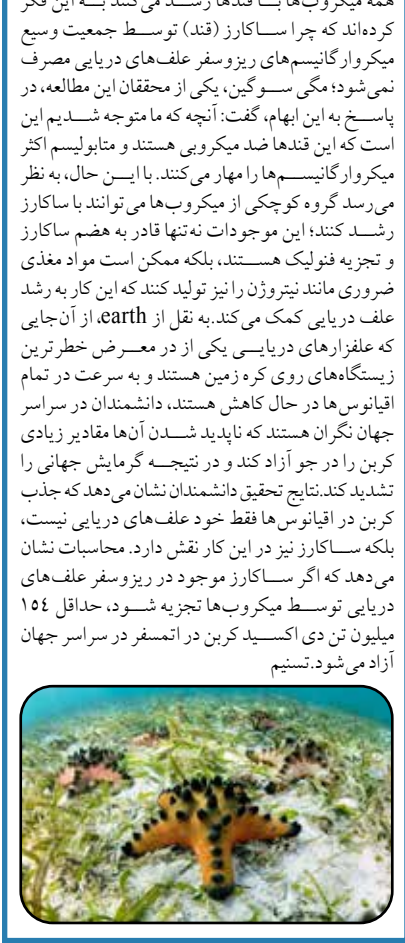 همه میکروب‌ها با قندها رشد می‌کنند به این فکر
کرده‌اند که چرا ساکارز (قند) توسط جمعیت وسیع
میکروارگانیسم‌های ریزوسفر علف‌های دریایی مصرف
نمی‌شود؛ مگی سوگین، یکی از محققان این مطالعه، در
پاسخ به این ابهام، گفت: آنچه که ما متوجه شدیم این
است که این قندها ضد میکروبی هستند و متابولیسم اکثر
میکروارگانیسم‌ها را مهار می‌کنند. با این حال، به نظر
می‌رسد گروه کوچکی از میکروب‌ها می‌توانند با ساکارز
رشد کنند؛ این موجودات نه‌تنها قادر به هضم ساکارز
و تجزیه فنولیک هستند، بلکه ممکن است مواد مغذی
ضروری مانند نیتروژن را نیز تولید کنند که این کار به رشد
علف دریایی کمک می‌کند.به نقل از earth، از آن‌جایی
که علفزارهای دریایی یکی از در معرض خطرترین
زیستگاه‌های روی کره زمین هستند و به سرعت در تمام
اقیانوس‌ها در حال کاهش هستند، دانشمندان در سراسر
جهان نگران هستند که ناپدید شدن آن‌ها مقادیر زیادی
کربن را در جو آزاد کند و در نتیجه گرمایش جهانی را
تشدید کند.نتایج تحقیق دانشمندان نشان می‌دهد که جذب
کربن در اقیانوس‌ها فقط خود علف‌های دریایی نیست،
بلکه ساکارز نیز در این کار نقش دارد. محاسبات نشان
می‌دهد که اگر ساکارز موجود در ریزوسفر علف‌های
دریایی توسط میکروب‌ها تجزیه شود، حداقل ۱۵۴
میلیون تن دی اکسید کربن در اتمسفر در سراسر جهان
آزاد می‌شود.تسنیم